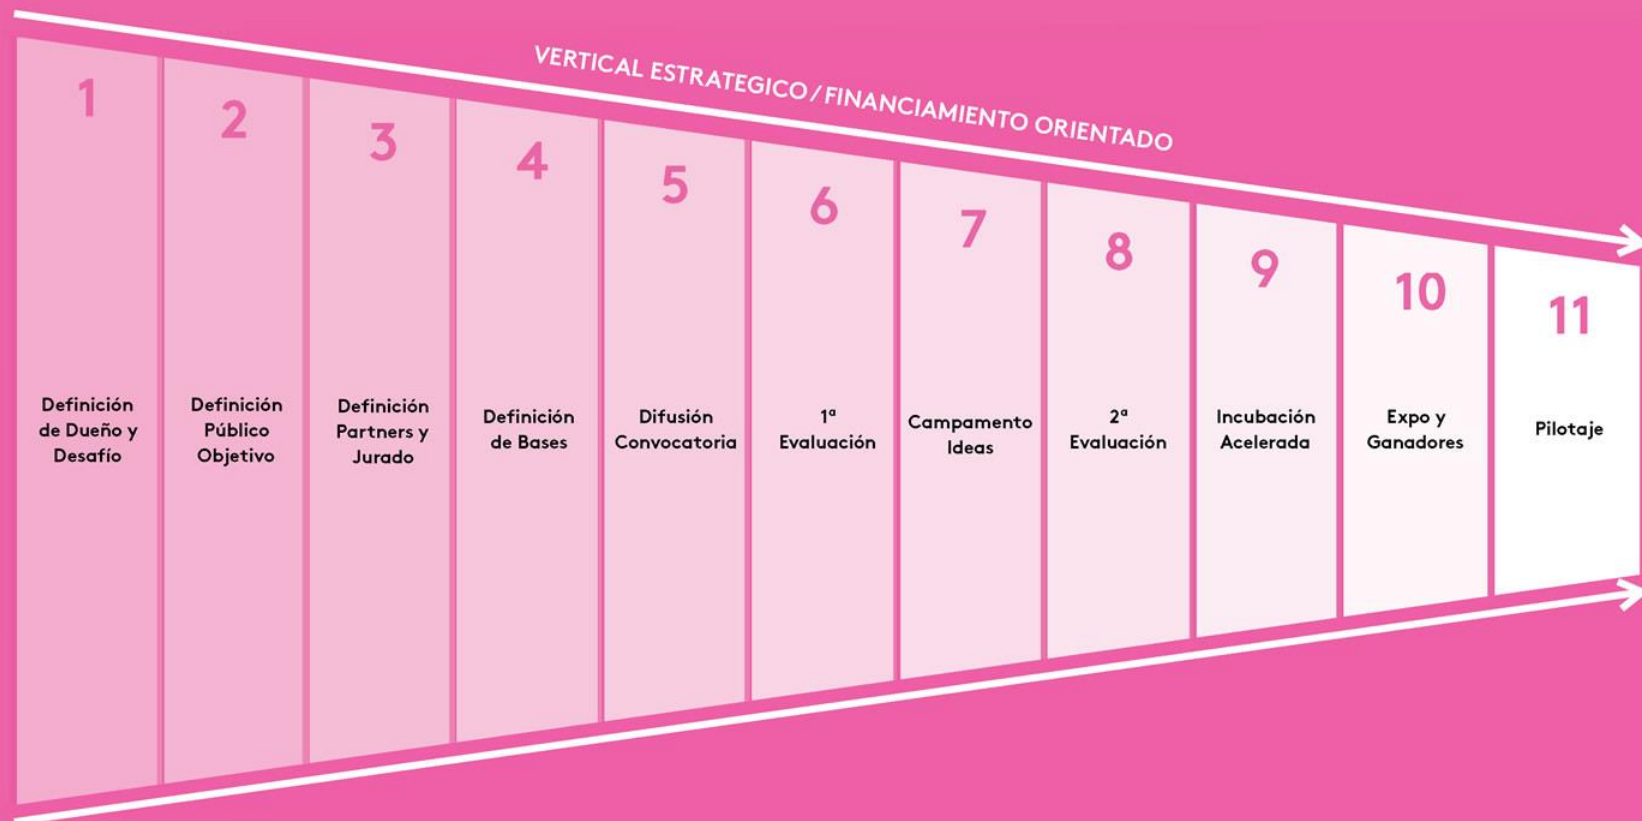 VERTICAL ESTRATEGICO / FINANCIAMIENTO ORIENTADO
1
Definición
de Dueño y
Desafío
2
Definición
Público
Objetivo
3
Definición
Partners y
Jurado
4
Definición
de Bases
5
Difusión
Convocatoria
6
1ª
Evaluación
7
Campamento
Ideas
8
2ª
Evaluación
9
Incubación
Acelerada
10
Expo y
Ganadores
11
Pilotaje